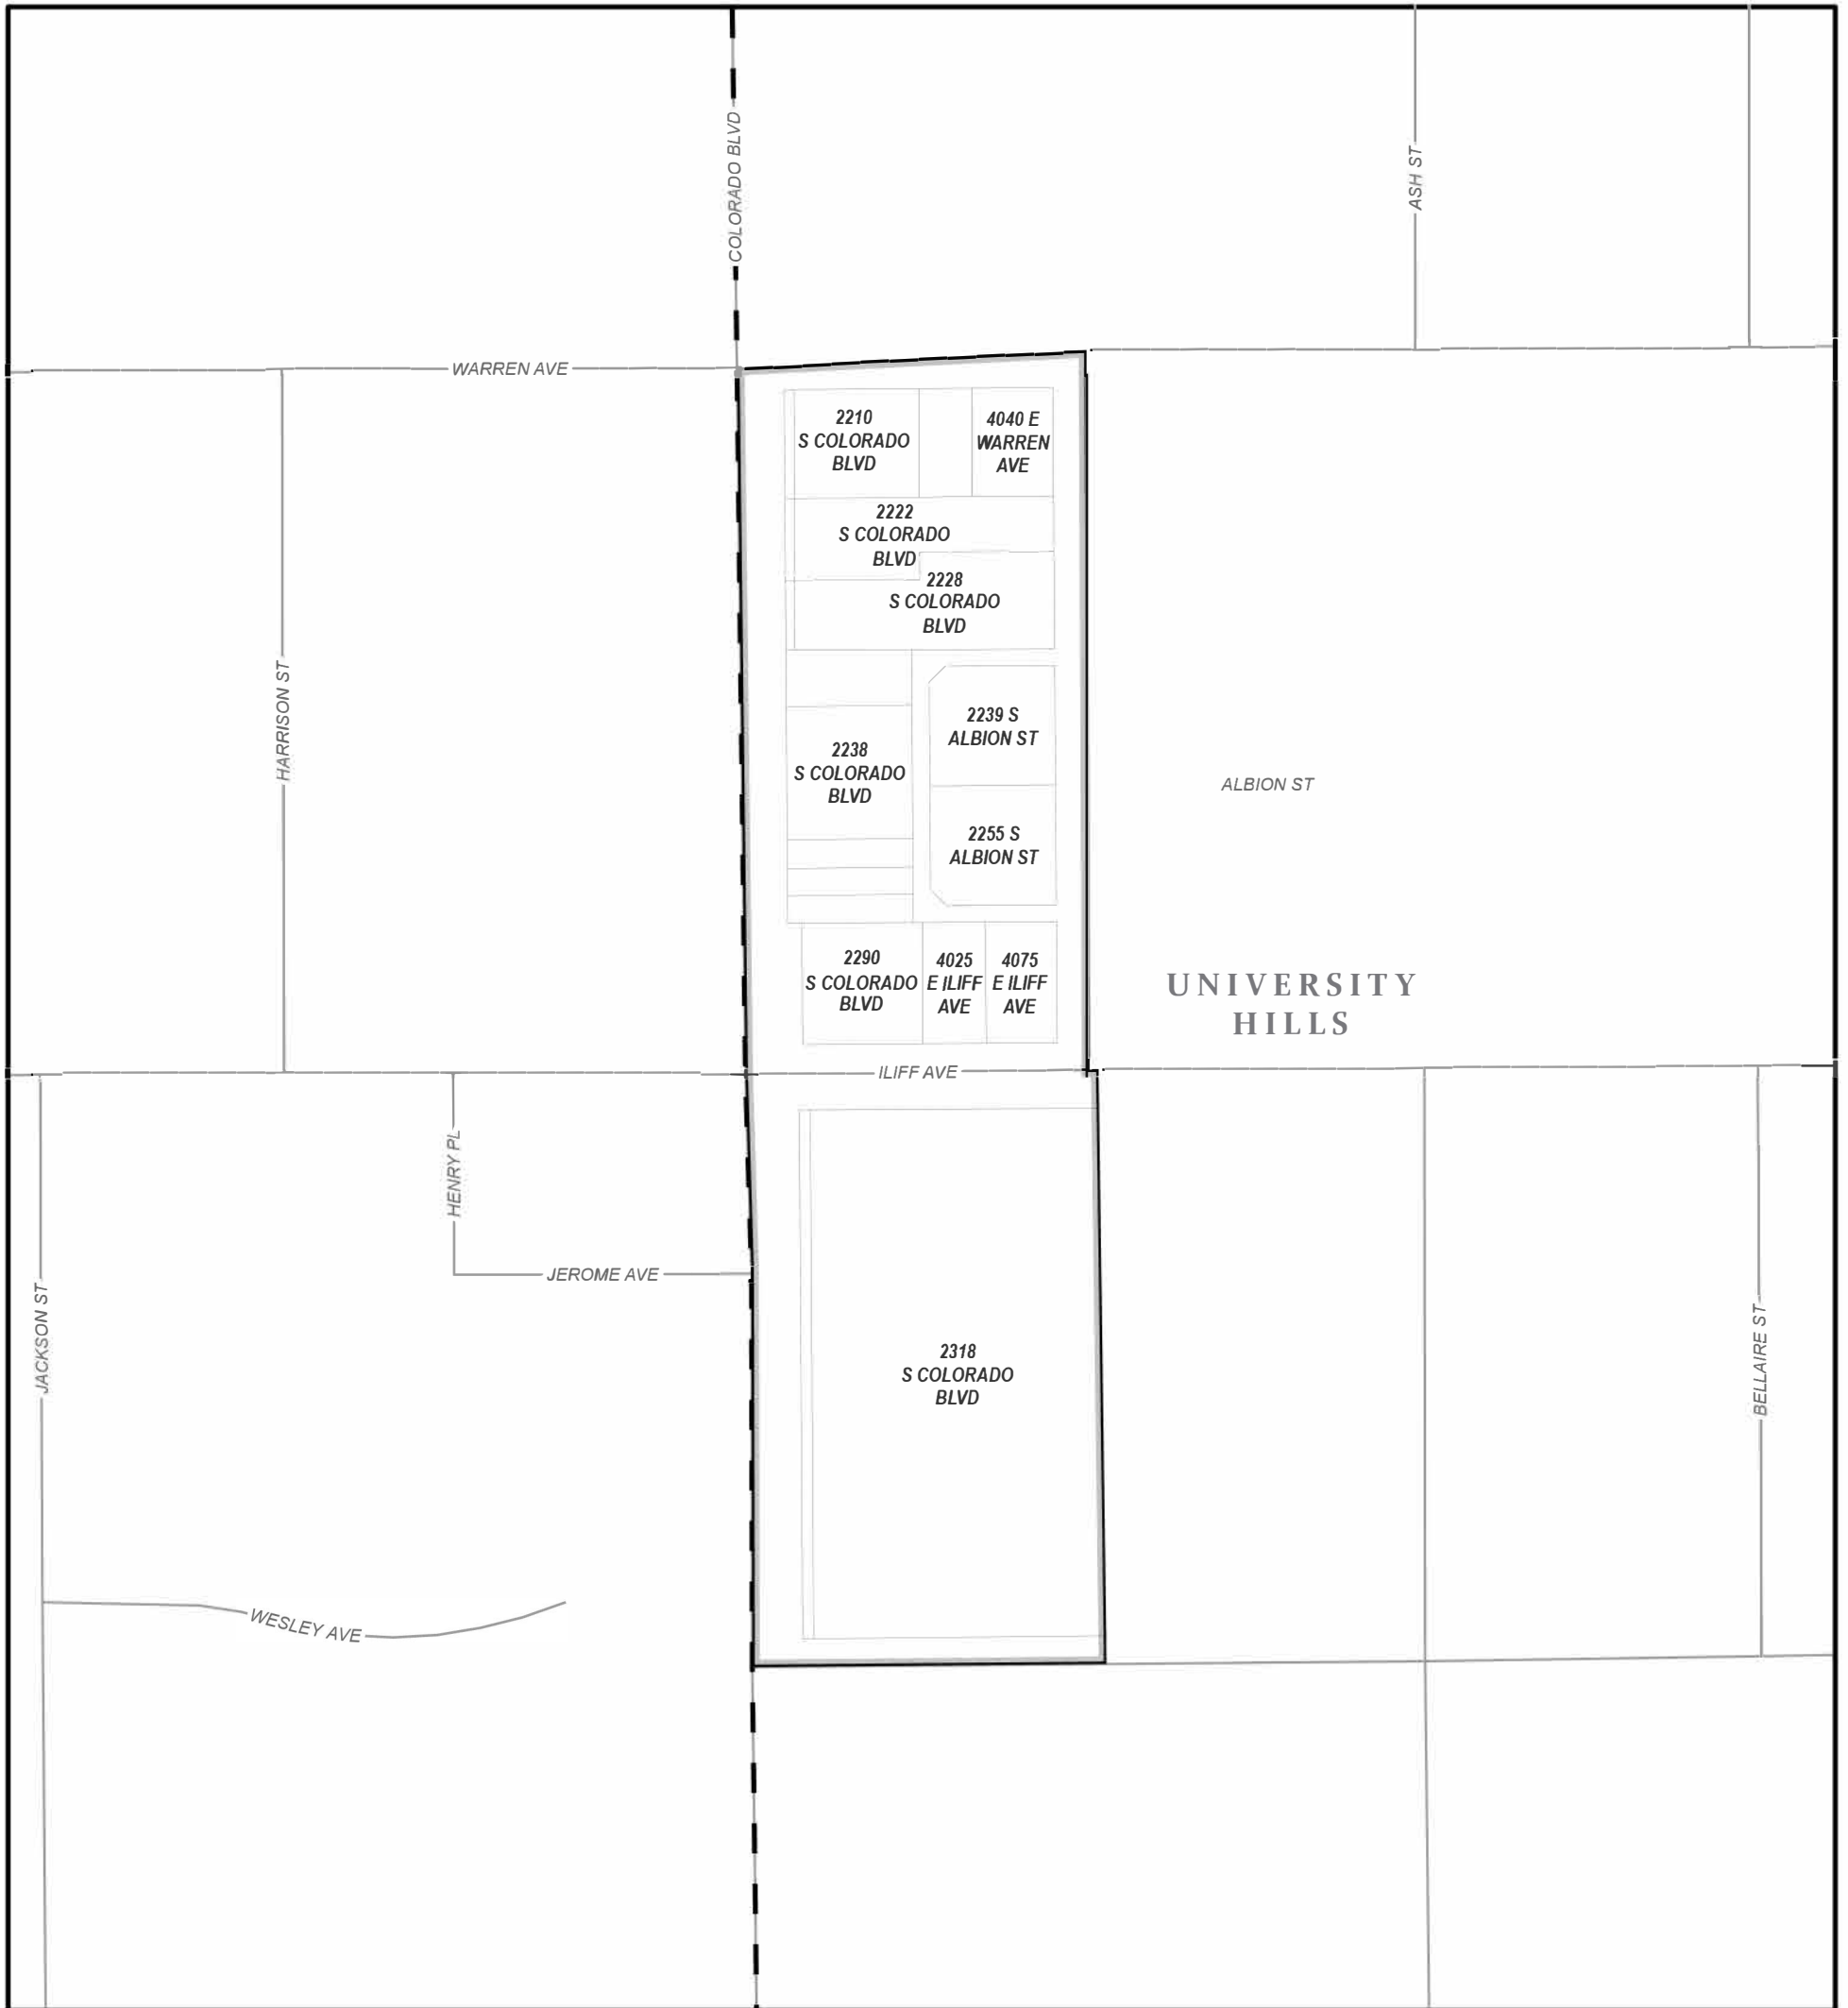 COLORADO BLVD
ASH ST
WARREN AVE
2210
S COLORADO
BLVD
4040 E
WARREN
AVE
2222
S COLORADO
BLVD
2228
S COLORADO
BLVD
HARRISON ST
2239 S
ALBION ST
2238
S COLORADO
BLVD
ALBION ST
2255 S
ALBION ST
2290
S COLORADO
BLVD
4025
E ILIFF
AVE
4075
E ILIFF
AVE
UNIVERSITY
HILLS
ILIFF AVE
HENRY PL
JEROME AVE
JACKSON ST
2318
S COLORADO
BLVD
BELLAIRE ST
WESLEY AVE